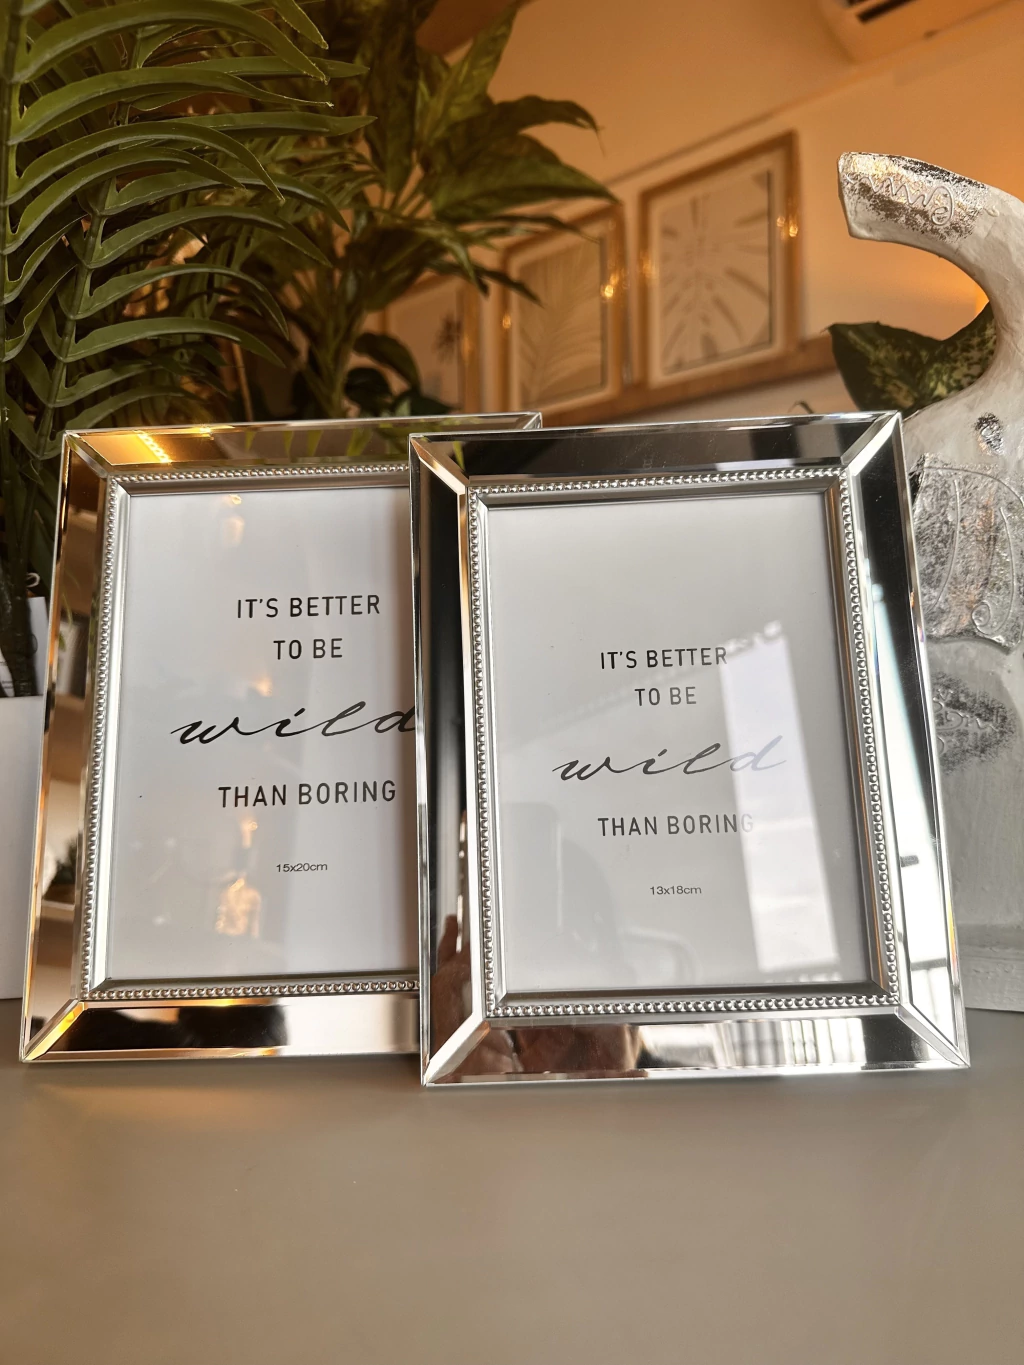 IT'S BETTER
TO BE
wild
THAN BORING
15x20cm
IT'S BETTER
TO BE
wild
THAN BORING
13x18cm